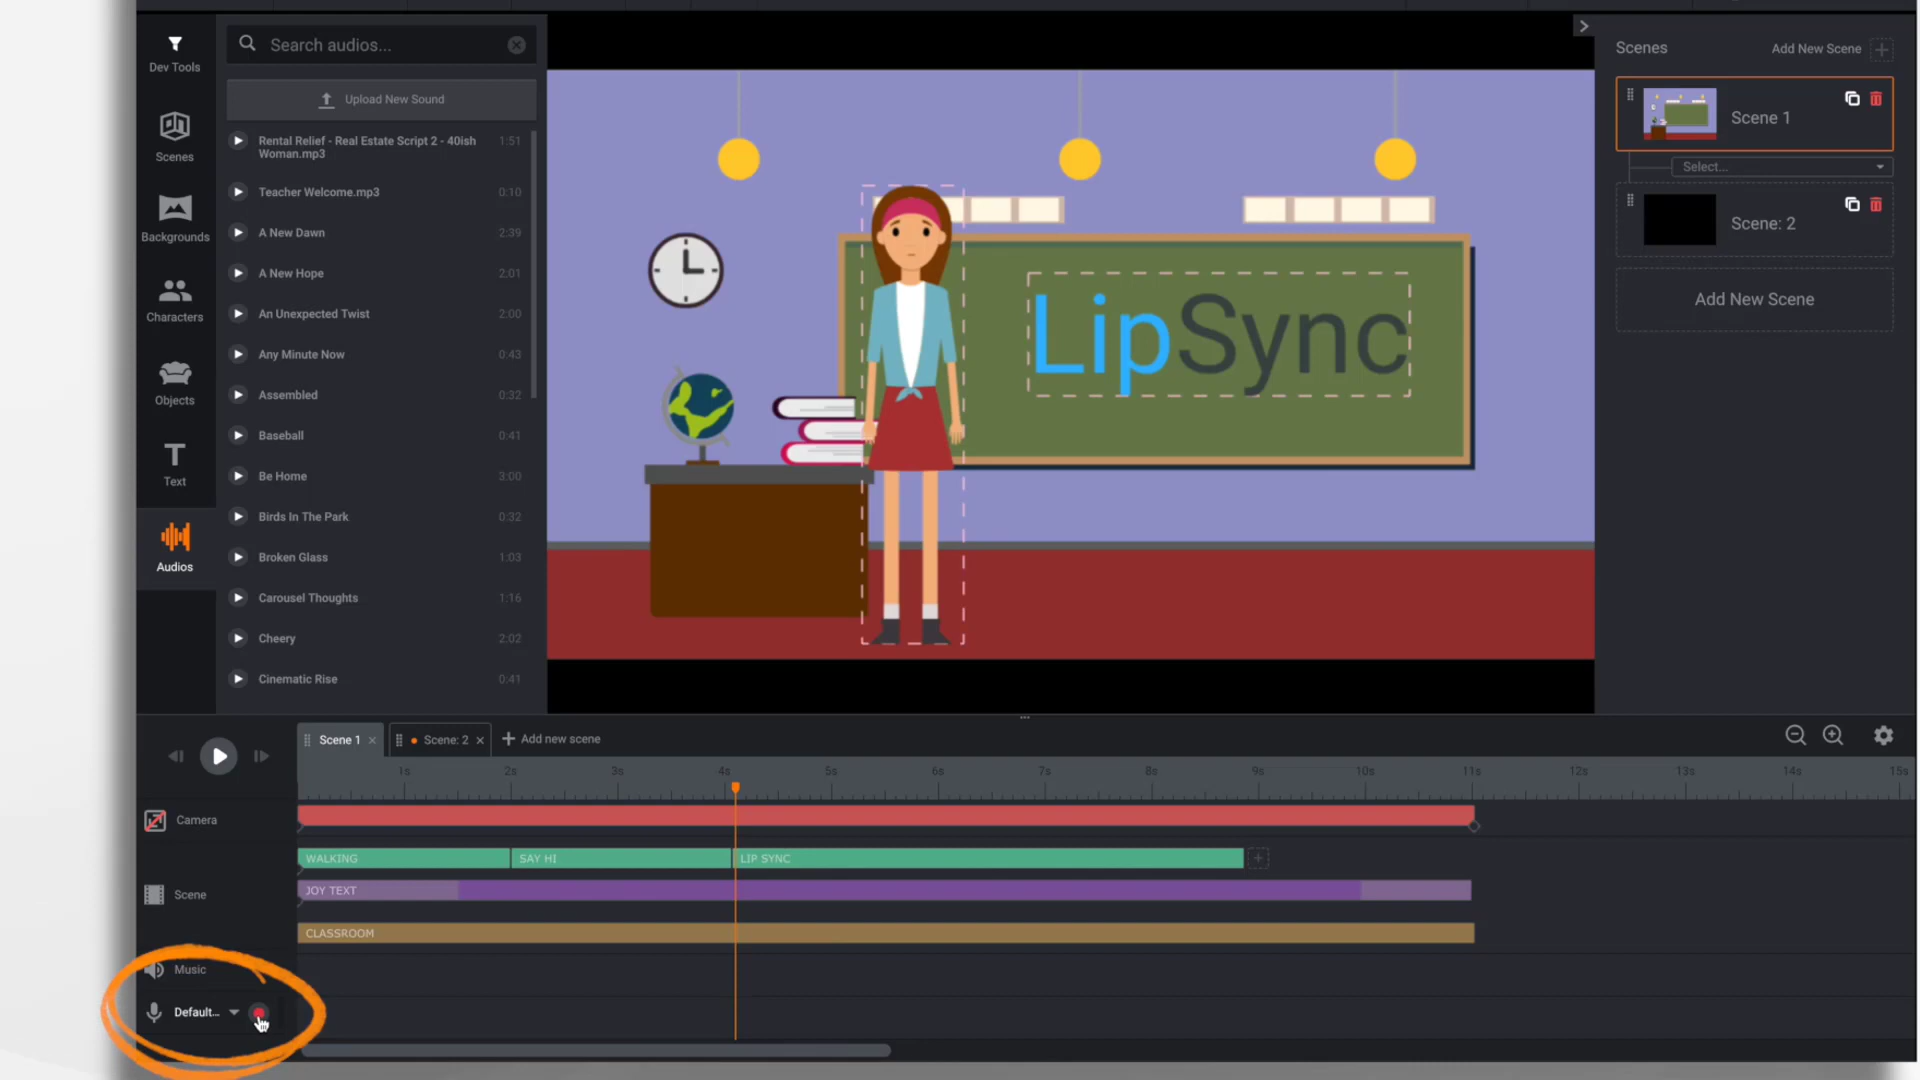 Dev Tools
Scenes
Backgrounds
Characters
Objects
Text
Audios
Search audios...
Upload New Sound
Rental Relief - Real Estate Script 2 - 40ish 1:51
Woman.mp3
Teacher Welcome.mp3 0:10
A New Dawn 2:39
A New Hope 2:01
An Unexpected Twist 2:00
Any Minute Now 0:43
Assembled 0:32
Baseball 0:41
Be Home 3:00
Birds In The Park 0:32
Broken Glass 1:03
Carousel Thoughts 1:16
Cheery 2:02
Cinematic Rise 0:41
LipSync
Scenes Add New Scene
Scene 1
Select...
Scene: 2
Add New Scene
Scene 1 Scene: 2 Add new scene
1s 2s 3s 4s 5s 6s 7s 8s 9s 10s 11s 12s 13s 14s 15s
Camera
WALKING SAY HI LIP SYNC
Scene
JOY TEXT
CLASSROOM
Music
Default...